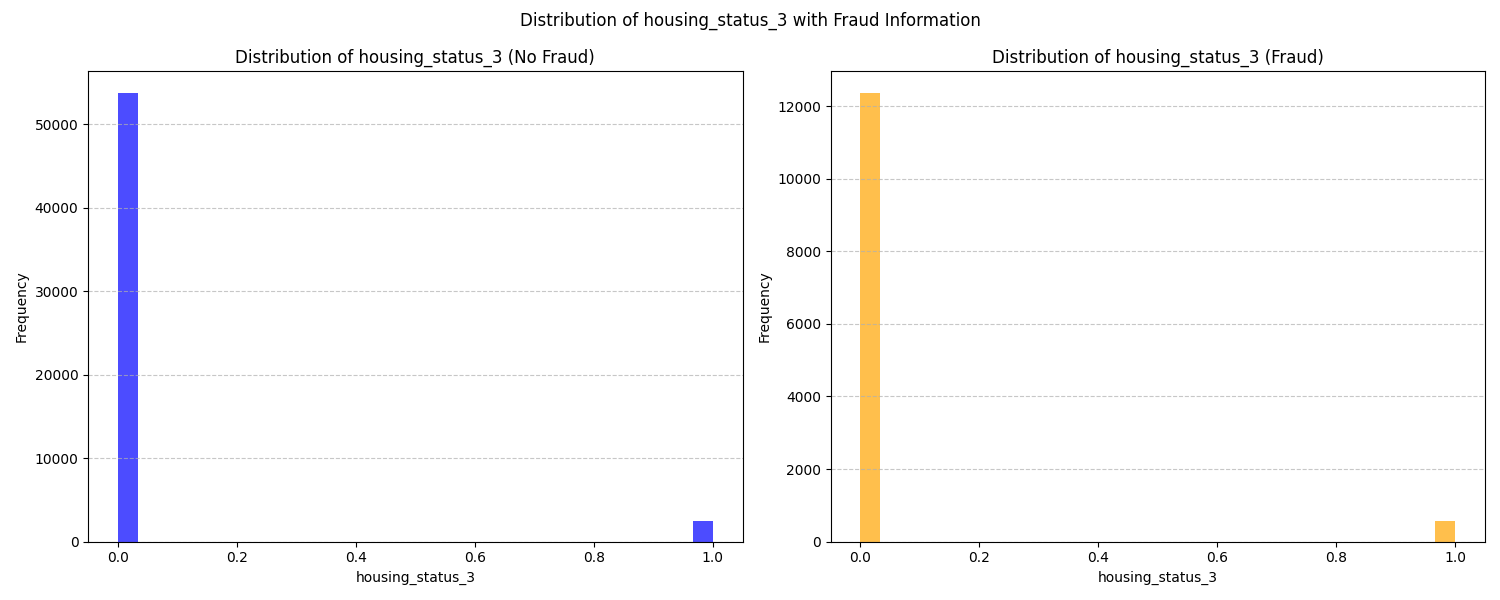 Distribution of housing_status_3 with Fraud Information
Distribution of housing_status_3 (No Fraud)
50000
40000
30000
20000
10000
0
Frequency
0.0 0.2 0.4 0.6 0.8 1.0
housing_status_3
Distribution of housing_status_3 (Fraud)
12000
10000
8000
6000
4000
2000
0
Frequency
0.0 0.2 0.4 0.6 0.8 1.0
housing_status_3